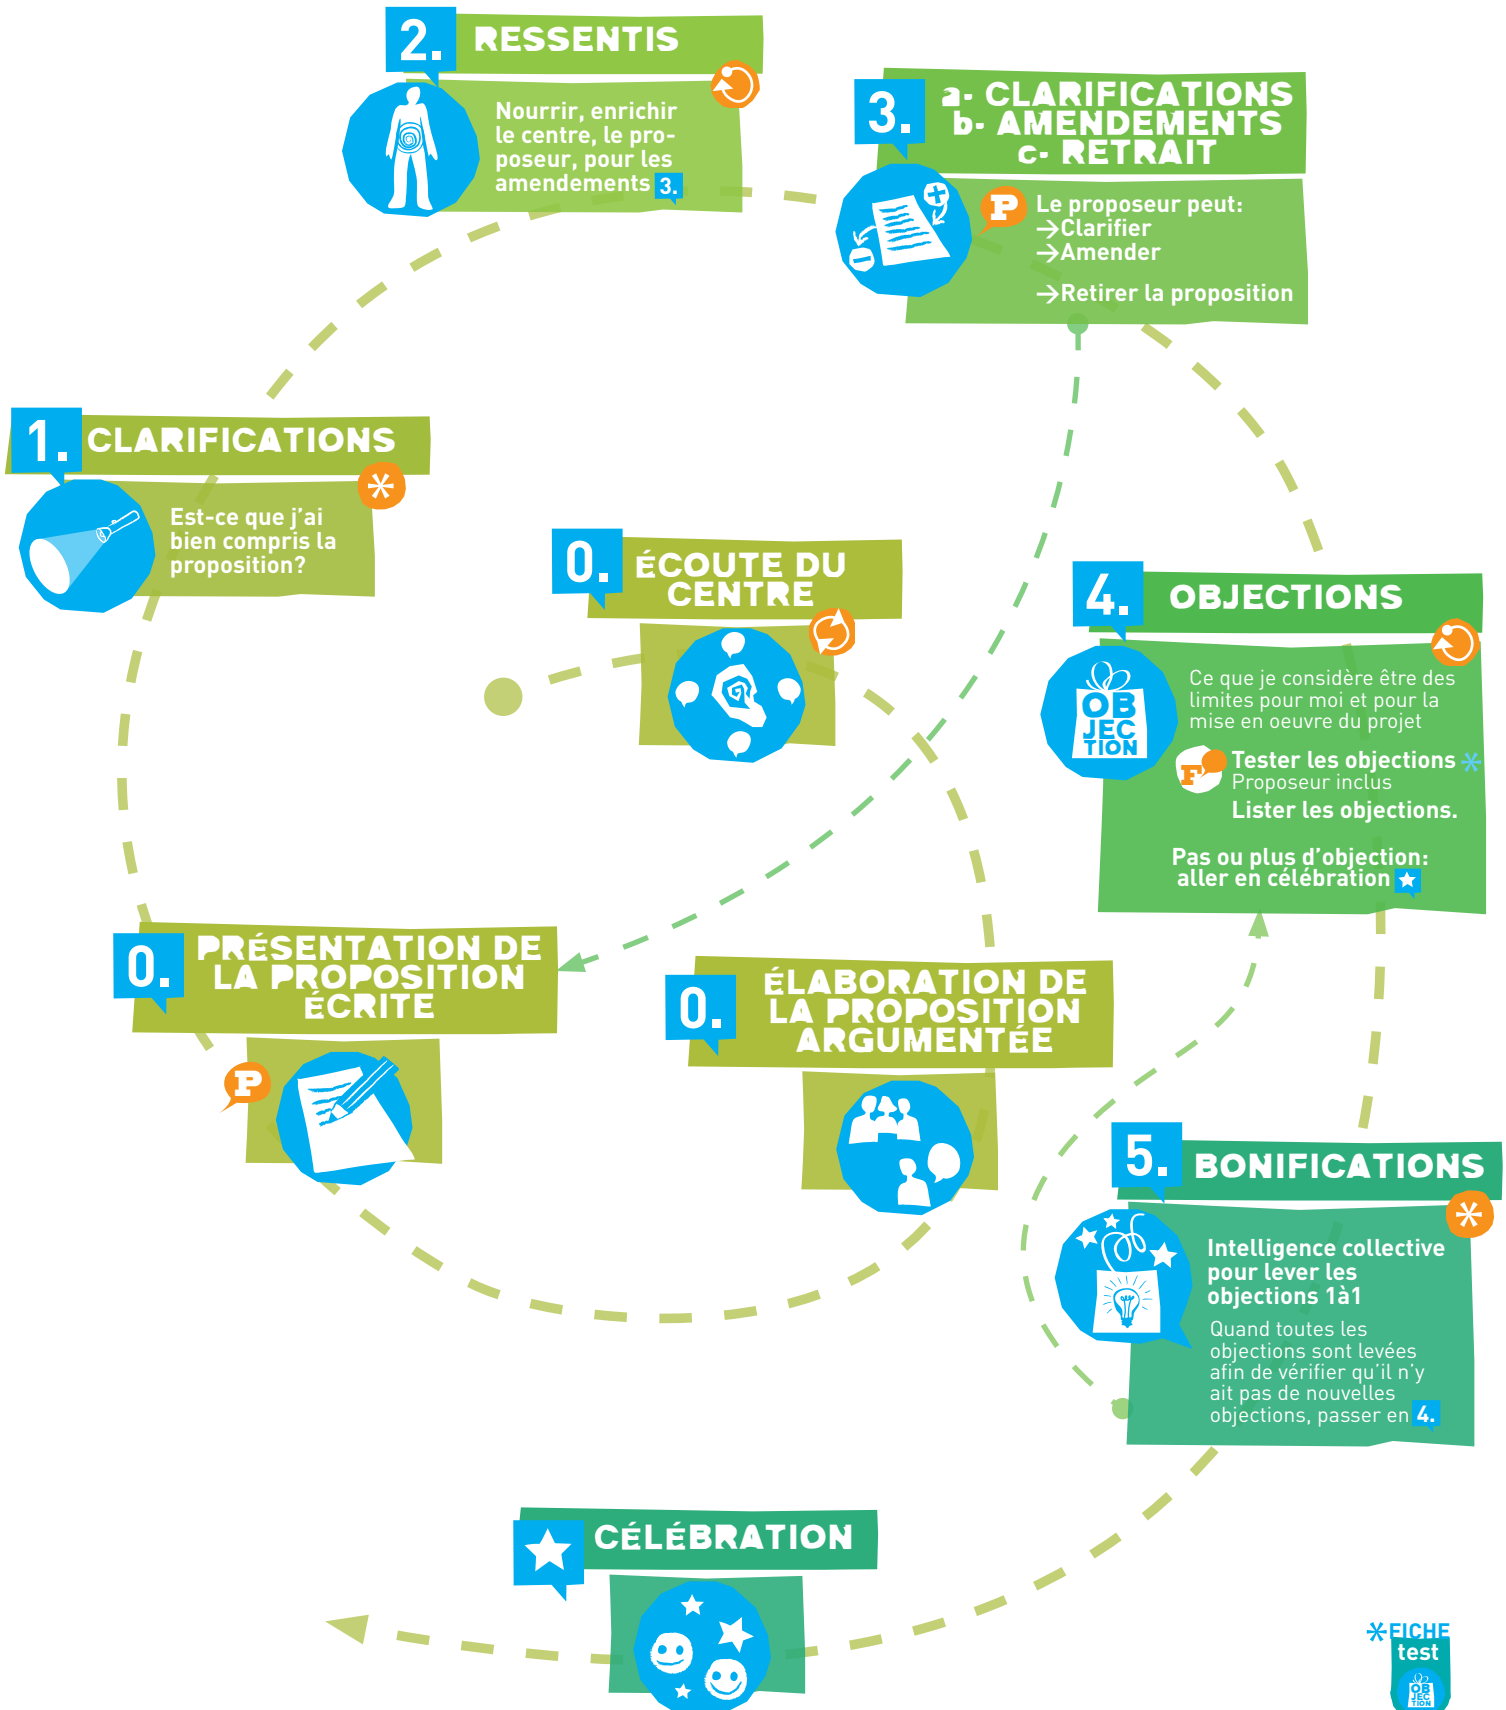 2. RESSENTIS
Nourrir, enrichir
le centre, le pro-
poseur, pour les
amendements 3.
3. a- CLARIFICATIONS
b- AMENDEMENTS
c- RETRAIT
P Le proposeur peut:
→Clarifier
→Amender
→Retirer la proposition
1. CLARIFICATIONS
*
Est-ce que j'ai
bien compris la
proposition?
0. ÉCOUTE DU
CENTRE
4. OBJECTIONS
OB
JEC
TION
Ce que je considère être des
limites pour moi et pour la
mise en oeuvre du projet
F Tester les objections *
Proposeur inclus
Lister les objections.
Pas ou plus d'objection:
aller en célébration
0. PRÉSENTATION DE
LA PROPOSITION
ÉCRITE
P
0. ÉLABORATION DE
LA PROPOSITION
ARGUMENTÉE
5. BONIFICATIONS
*
Intelligence collective
pour lever les
objections 1à1
Quand toutes les
objections sont levées
afin de vérifier qu'il n'y
ait pas de nouvelles
objections, passer en 4.
CÉLÉBRATION
*FICHE
test
OB
JEC
TION